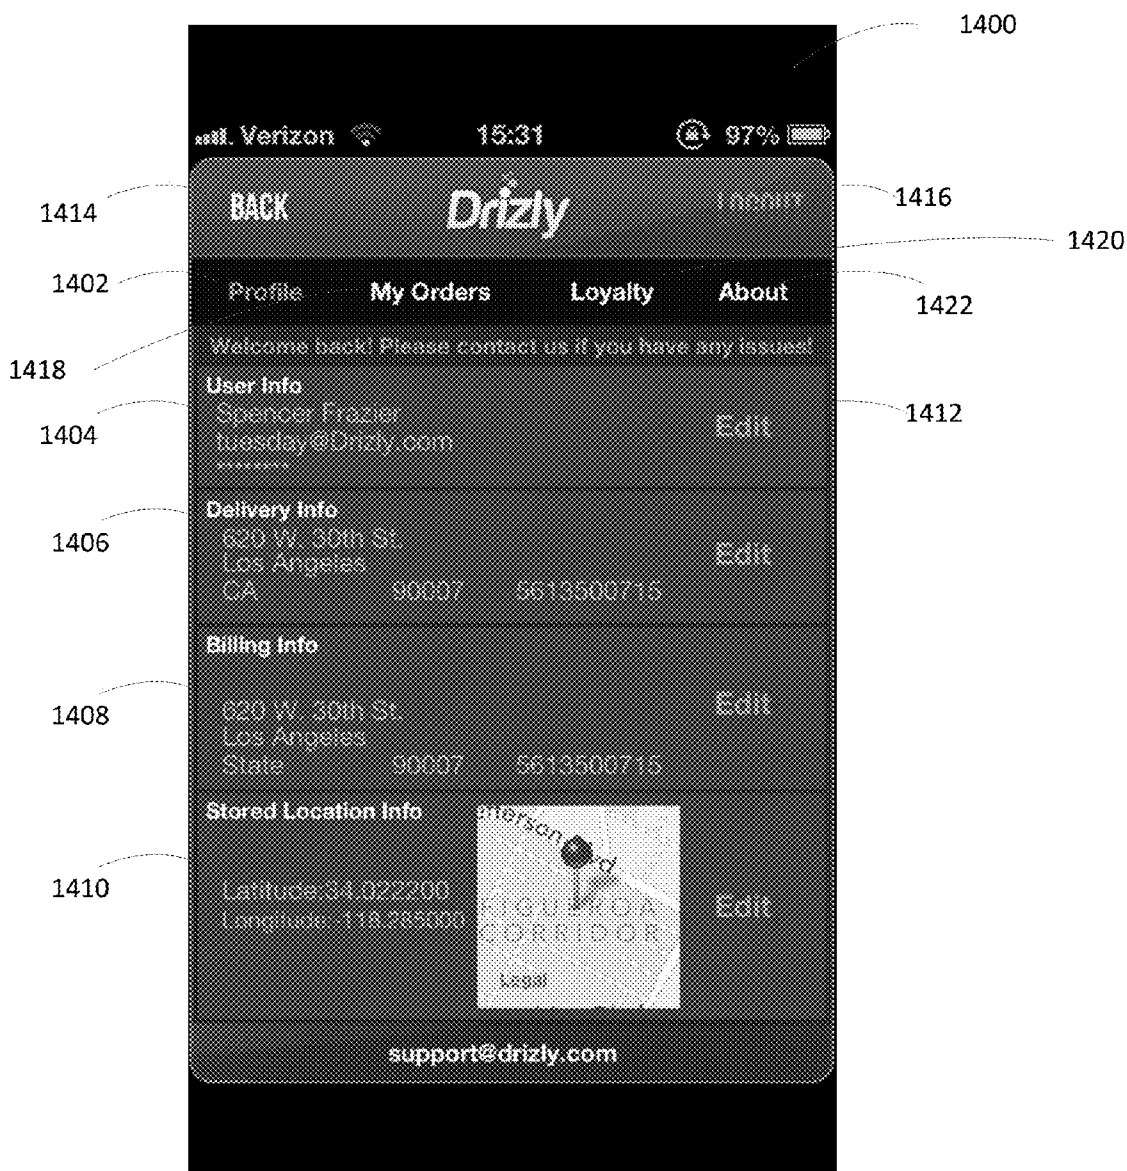 1400
Verizon 15:31 97%
1414 BACK Drizly LOGOUT 1416
1420
1402 Profile My Orders Loyalty About 1422
Welcome back! Please contact us if you have any issues!
1418
User Info
Spencer Frazier
tuesday@Drizly.com
********
Edit
1404 1412
Delivery Info
620 W. 30th St.
Los Angeles
CA 90007 5613500715
Edit
1406
Billing Info
620 W. 30th St.
Los Angeles
State 90007 5613500715
Edit
1408
Stored Location Info
Latitude:34.022200
Longitude:-118.285000
FIGUEROA
CORRIDOR
Legal
Edit
1410
support@drizly.com